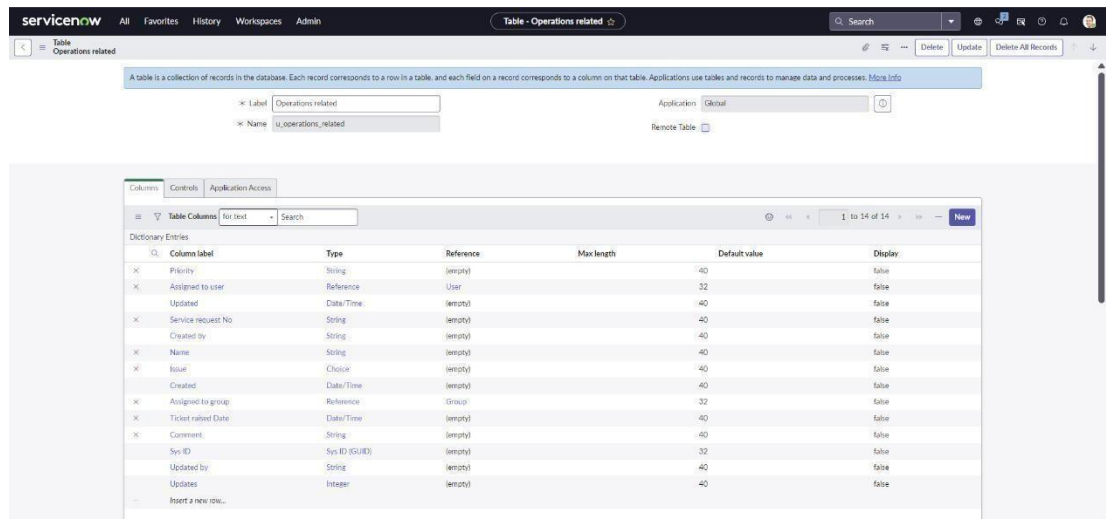 servicenow All Favorites History Workspaces Admin Table - Operations related Search
Table
Operations related Delete Update Delete All Records
A table is a collection of records in the database. Each record corresponds to a row in a table, and each field on a record corresponds to a column on that table. Applications use tables and records to manage data and processes. More Info
* Label Operations related Application Global
* Name u_operations_related Remote Table
Columns Controls Application Access
Table Columns for text Search 1 to 14 of 14 New
Dictionary Entries
Column label Type Reference Max length Default value Display
Priority String (empty) 40 false
Assigned to user Reference User 32 false
Updated Date/Time (empty) 40 false
Service request No String (empty) 40 false
Created by String (empty) 40 false
Name String (empty) 40 false
Issue Choice (empty) 40 false
Created Date/Time (empty) 40 false
Assigned to group Reference Group 32 false
Ticket raised Date Date/Time (empty) 40 false
Comment String (empty) 40 false
Sys ID Sys ID (GUID) (empty) 32 false
Updated by String (empty) 40 false
Updates Integer (empty) 40 false
Insert a new row...